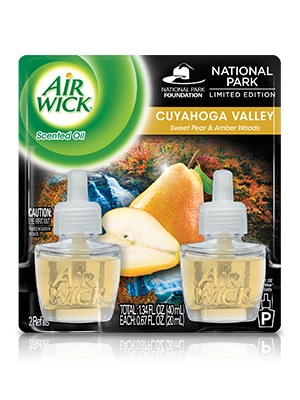 AIR
WICK
Scented Oil
NATIONAL PARK
FOUNDATION
NATIONAL
PARK
LIMITED EDITION
CUYAHOGA VALLEY
Sweet Pear & Amber Woods
CAUTION:
EYE IRRITANT
AIR
WICK
AIR
WICK
2 Refills
TOTAL: 1.34 FL. OZ. (40 mL)
EACH: 0.67 FL. OZ. (20 mL)
P